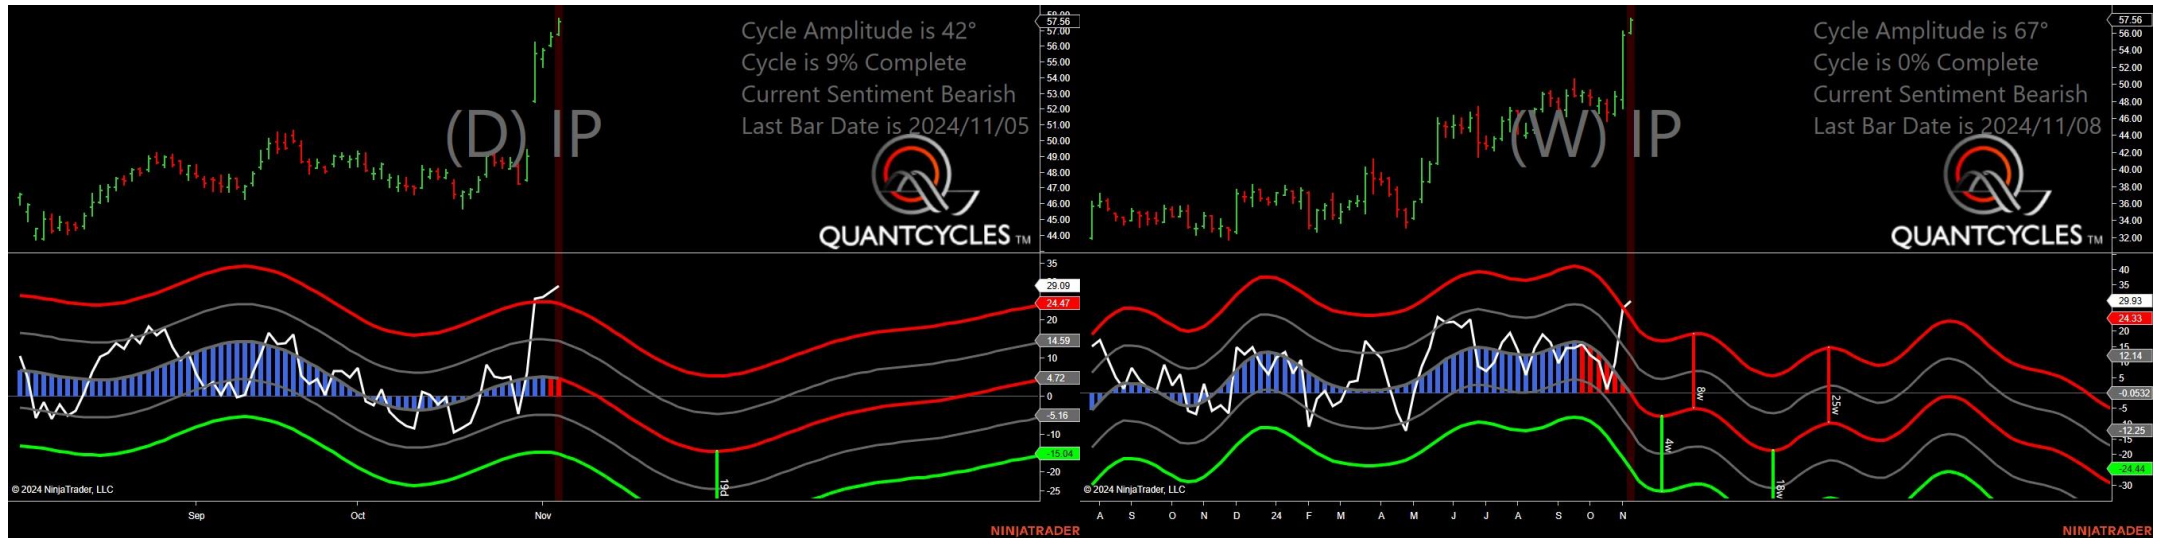 Cycle Amplitude is 42°
Cycle is 9% Complete
Current Sentiment Bearish
Last Bar Date is 2024/11/05
(D) IP
QUANTCYCLES TM
57.56
57.00
56.00
55.00
54.00
53.00
52.00
51.00
50.00
49.00
48.00
47.00
46.00
45.00
44.00
35
29.09
24.47
20
14.59
10
4.72
0
-5.16
-10
-15.04
-20
-25
19d
© 2024 NinjaTrader, LLC
Sep Oct Nov
NINJATRADER
Cycle Amplitude is 67°
Cycle is 0% Complete
Current Sentiment Bearish
Last Bar Date is 2024/11/08
(W) IP
QUANTCYCLES TM
57.56
56.00
54.00
52.00
50.00
48.00
46.00
44.00
42.00
40.00
38.00
36.00
34.00
32.00
40
35
29.93
24.33
20
15
12.14
5
-0.0532
-5
-12.25
-15
-20
-24.44
-30
8w
25w
4w
18w
© 2024 NinjaTrader, LLC
A S O N D 24 F M A M J J A S O N
NINJATRADER